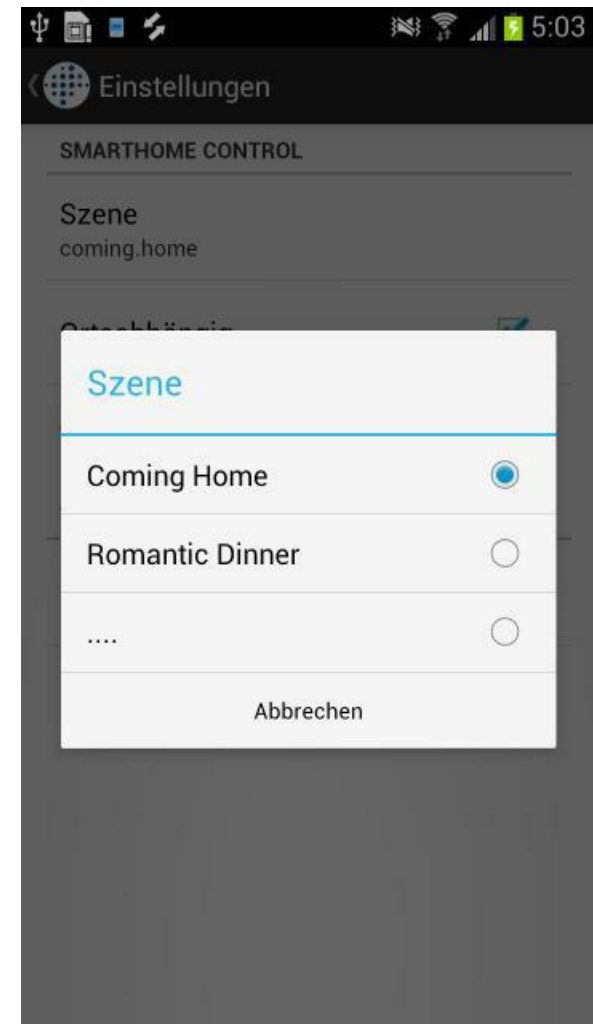 5:03
Einstellungen
SMARTHOME CONTROL
Szene
coming.home
Szene
Coming Home
Romantic Dinner
....
Abbrechen